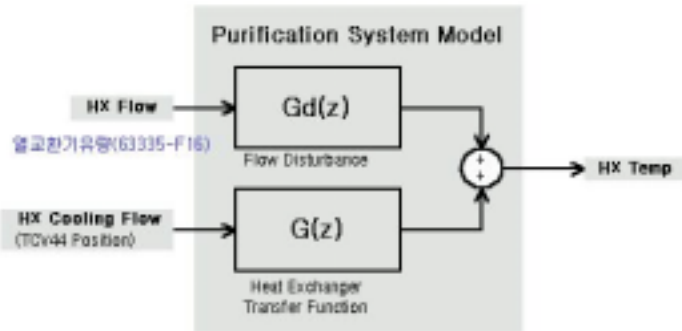 Purification System Model
HX Flow
Gd(z)
열교환기유량(63335-F16)
Flow Disturbance
+
+
HX Temp
HX Cooling Flow
(TCV44 Position)
G(z)
Heat Exchanger
Transfer Function